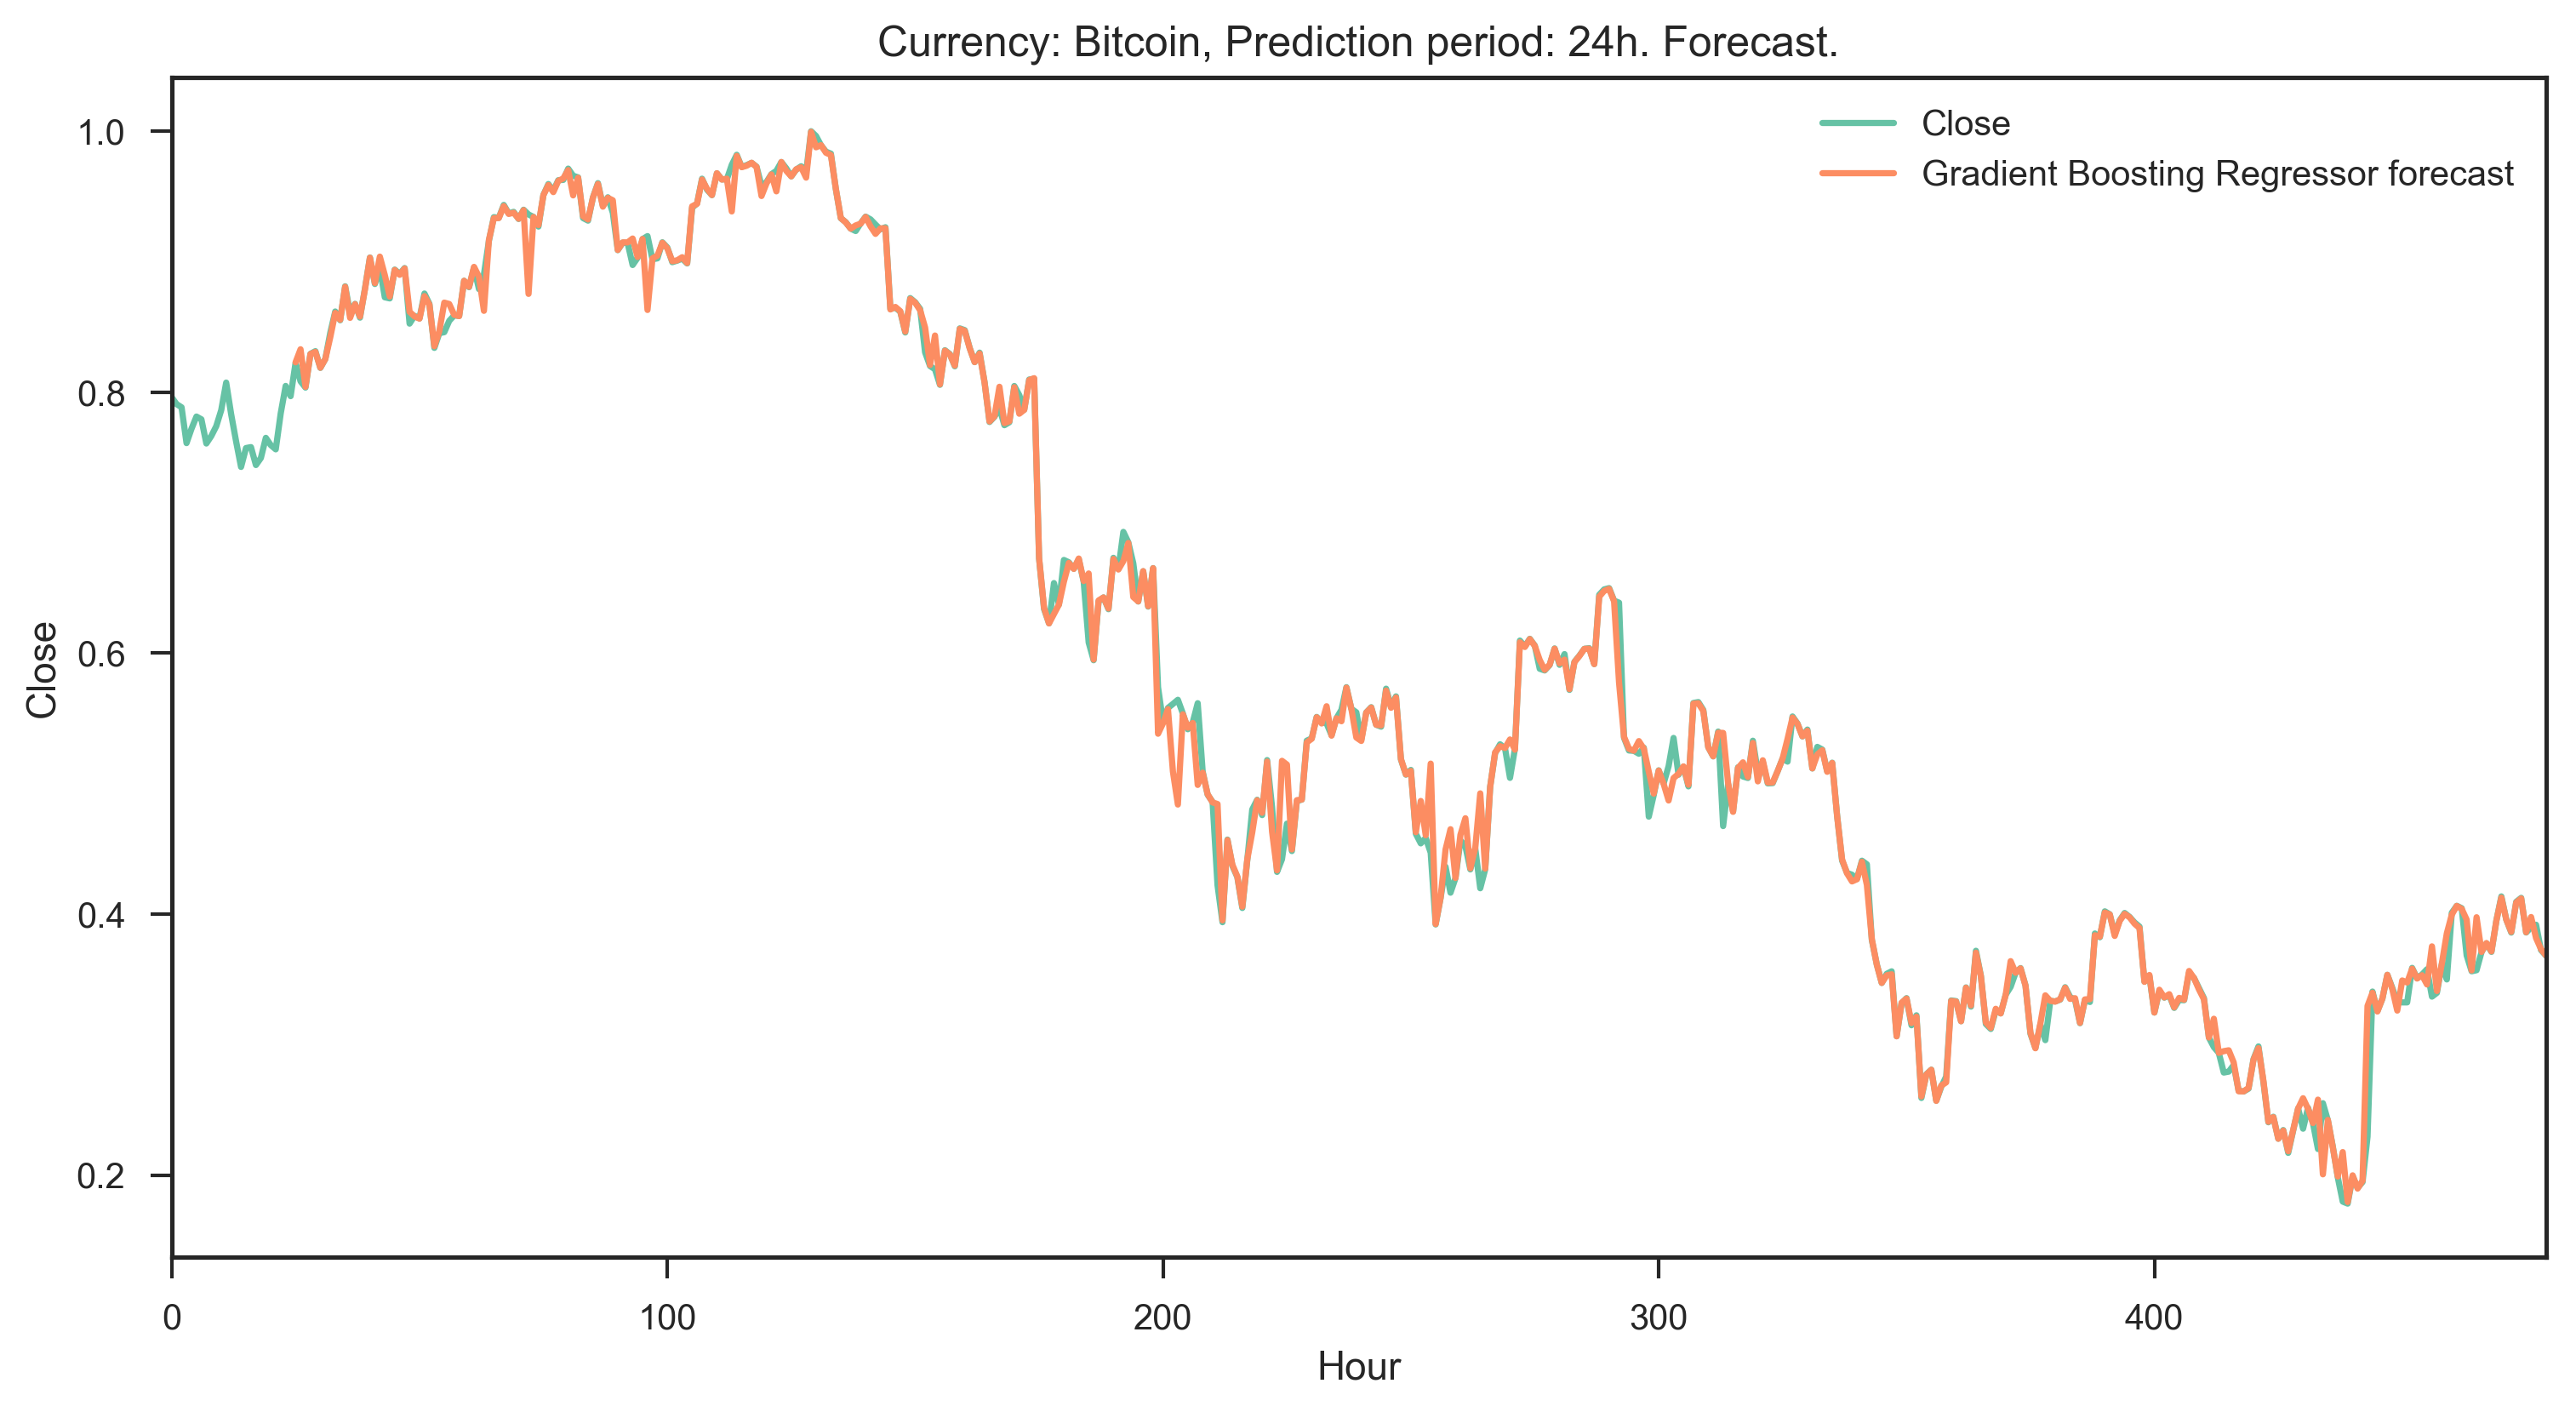 Currency: Bitcoin, Prediction period: 24h. Forecast.
Close
Gradient Boosting Regressor forecast
1.0
0.8
0.6
0.4
0.2
Close
0
100
200
300
400
Hour